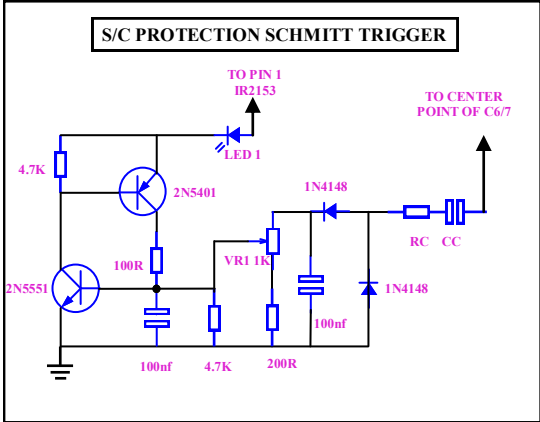 S/C PROTECTION SCHMITT TRIGGER
TO PIN 1
IR2153
TO CENTER
POINT OF C6/7
LED 1
4.7K
2N5401
1N4148
RC CC
100R
VR1 1K
2N5551
1N4148
100nf
100nf
4.7K
200R